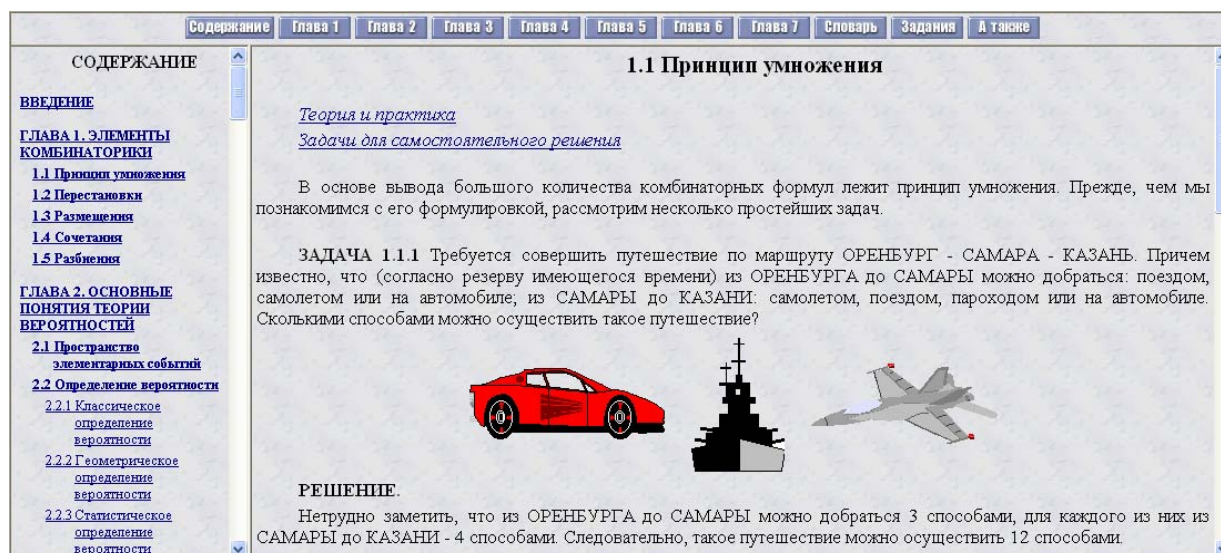 Содержание Глава 1 Глава 2 Глава 3 Глава 4 Глава 5 Глава 6 Глава 7 Словарь Задания А также
СОДЕРЖАНИЕ
ВВЕДЕНИЕ
ГЛАВА 1. ЭЛЕМЕНТЫ
КОМБИНАТОРИКИ
1.1 Принцип умножения
1.2 Перестановки
1.3 Размещения
1.4 Сочетания
1.5 Разбиения
ГЛАВА 2. ОСНОВНЫЕ
ПОНЯТИЯ ТЕОРИИ
ВЕРОЯТНОСТЕЙ
2.1 Пространство
элементарных событий
2.2 Определение вероятности
2.2.1 Классическое
определение
вероятности
2.2.2 Геометрическое
определение
вероятности
2.2.3 Статистическое
определение
вероятности
1.1 Принцип умножения
Теория и практика
Задачи для самостоятельного решения
В основе вывода большого количества комбинаторных формул лежит принцип умножения. Прежде, чем мы
познакомимся с его формулировкой, рассмотрим несколько простейших задач.
ЗАДАЧА 1.1.1 Требуется совершить путешествие по маршруту ОРЕНБУРГ - САМАРА - КАЗАНЬ. Причем
известно, что (согласно резерву имеющегося времени) из ОРЕНБУРГА до САМАРЫ можно добраться: поездом,
самолетом или на автомобиле; из САМАРЫ до КАЗАНИ: самолетом, поездом, пароходом или на автомобиле.
Сколькими способами можно осуществить такое путешествие?
РЕШЕНИЕ.
Нетрудно заметить, что из ОРЕНБУРГА до САМАРЫ можно добраться 3 способами, для каждого из них из
САМАРЫ до КАЗАНИ - 4 способами. Следовательно, такое путешествие можно осуществить 12 способами.